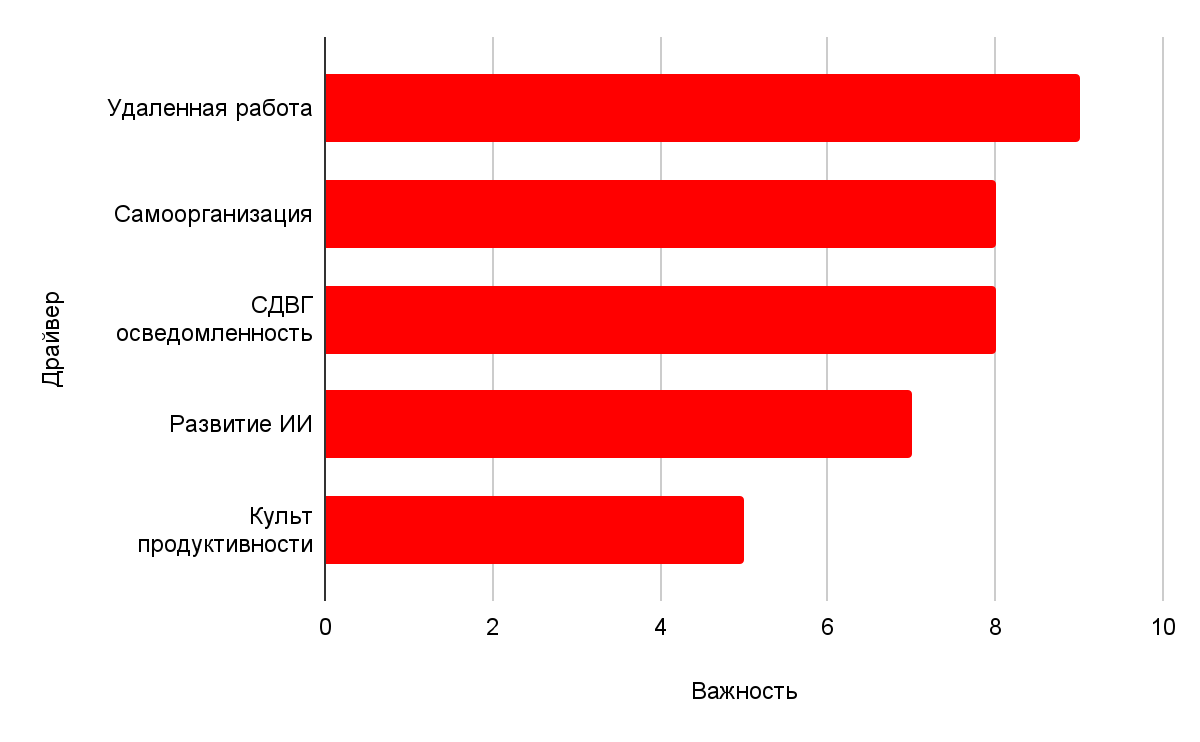 Удаленная работа
Самоорганизация
СДВГ
осведомленность
Развитие ИИ
Культ
продуктивности
Драйвер
0 2 4 6 8 10
Важность